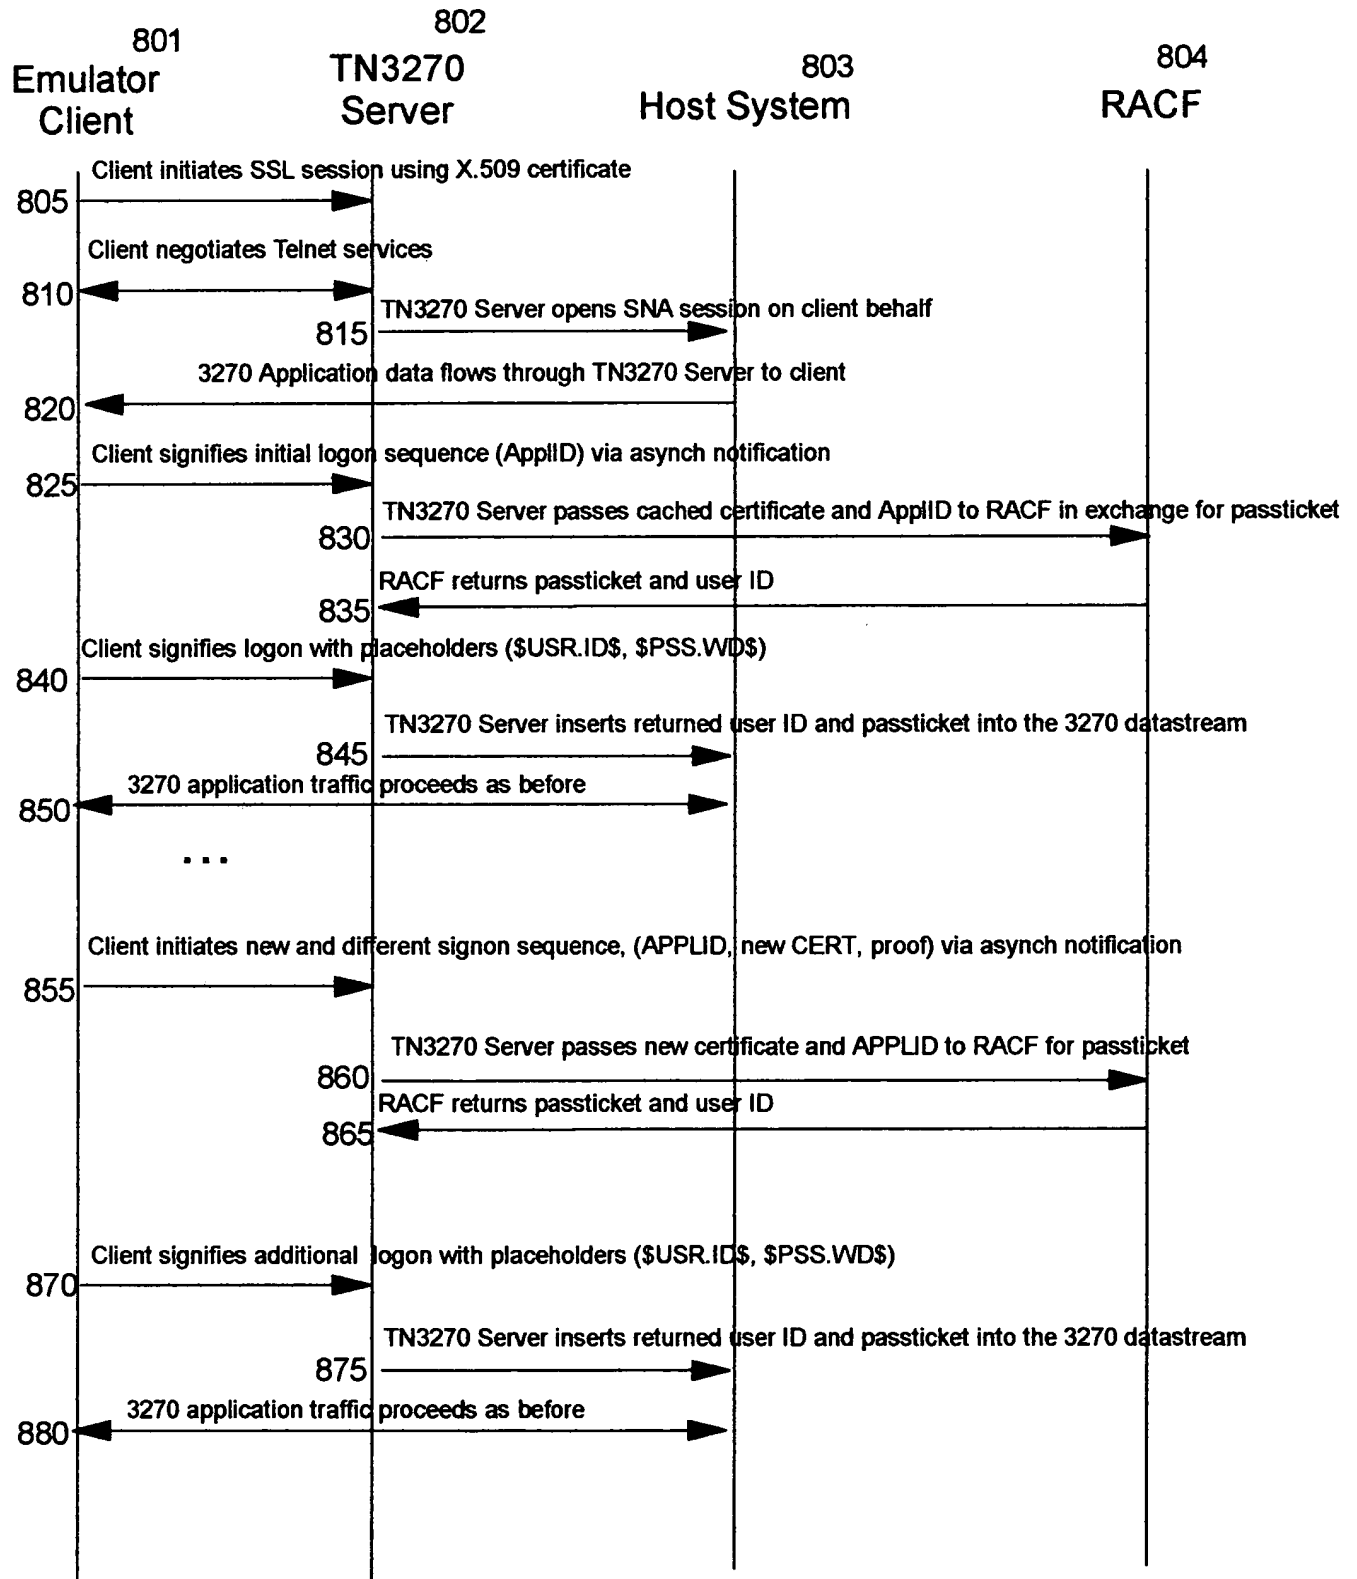 801
Emulator
Client
802
TN3270
Server
803
Host System
804
RACF
Client initiates SSL session using X.509 certificate
805
Client negotiates Telnet services
810
TN3270 Server opens SNA session on client behalf
815
3270 Application data flows through TN3270 Server to client
820
Client signifies initial logon sequence (ApplID) via asynch notification
825
TN3270 Server passes cached certificate and ApplID to RACF in exchange for passticket
830
RACF returns passticket and user ID
835
Client signifies logon with placeholders ($USR.ID$, $PSS.WD$)
840
TN3270 Server inserts returned user ID and passticket into the 3270 datastream
845
3270 application traffic proceeds as before
850
...
Client initiates new and different signon sequence, (APPLID, new CERT, proof) via asynch notification
855
TN3270 Server passes new certificate and APPLID to RACF for passticket
860
RACF returns passticket and user ID
865
Client signifies additional logon with placeholders ($USR.ID$, $PSS.WD$)
870
TN3270 Server inserts returned user ID and passticket into the 3270 datastream
875
3270 application traffic proceeds as before
880